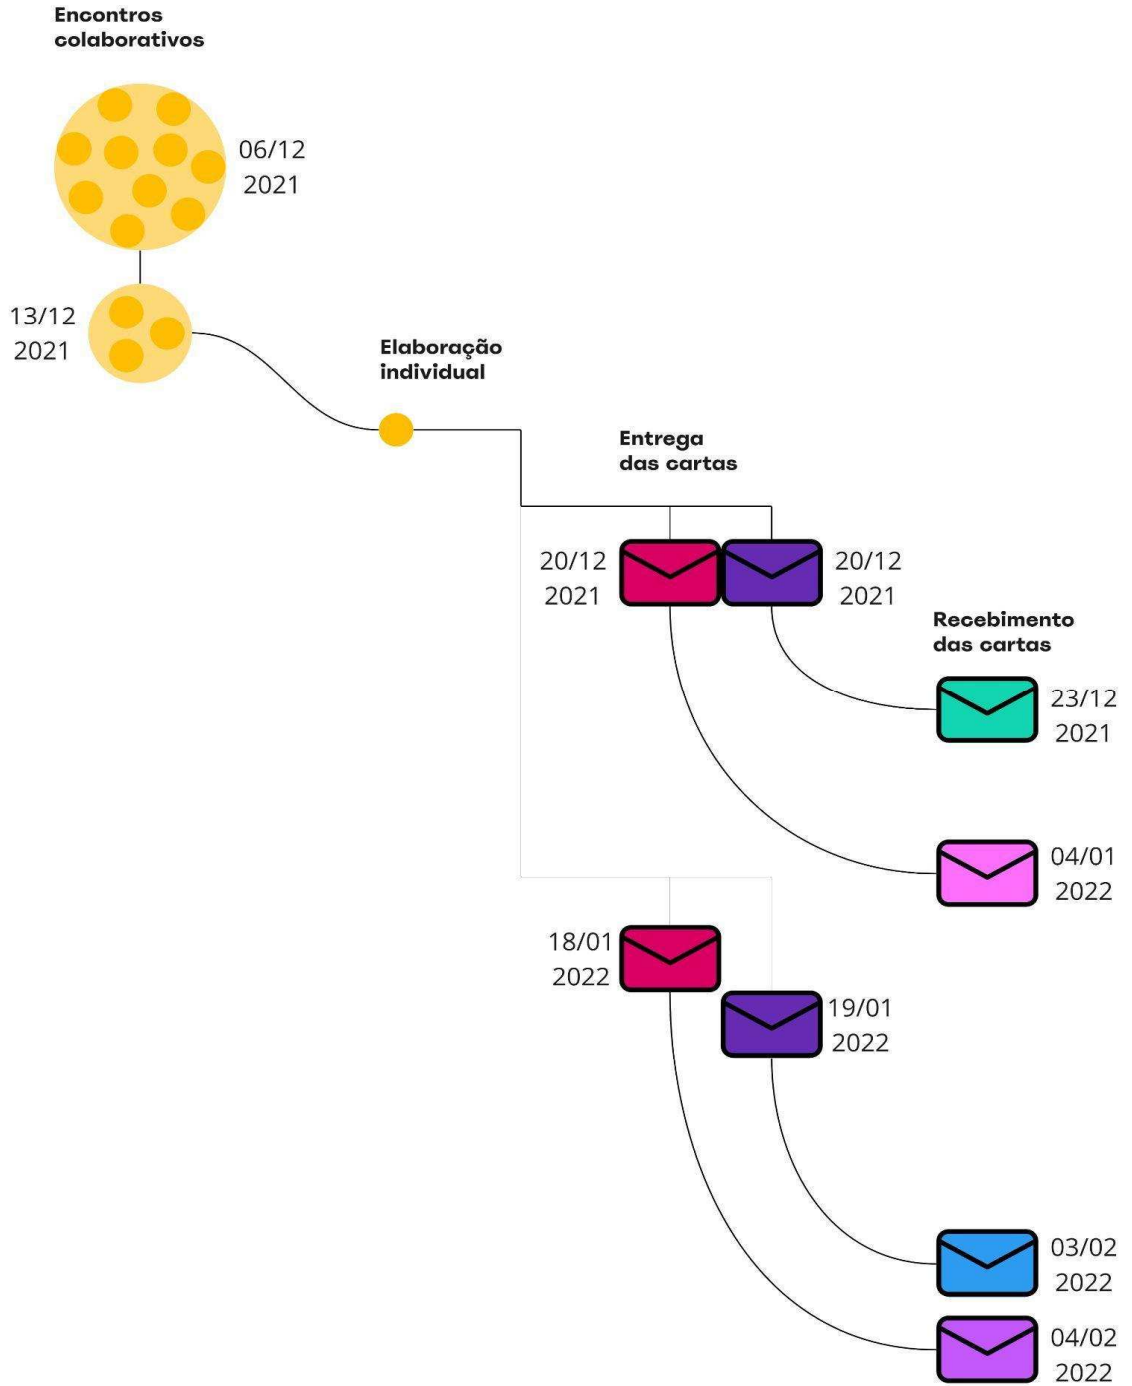 Encontros
colaborativos
06/12
2021
13/12
2021
Elaboração
individual
Entrega
das cartas
20/12
2021
20/12
2021
Recebimento
das cartas
23/12
2021
04/01
2022
18/01
2022
19/01
2022
03/02
2022
04/02
2022